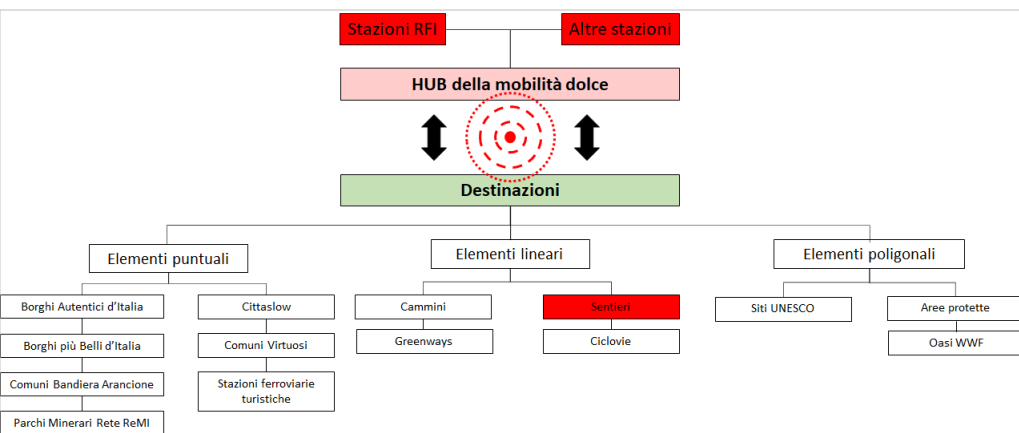 Stazioni RFI
Altre stazioni
HUB della mobilità dolce
Destinazioni
Elementi puntuali
Elementi lineari
Elementi poligonali
Borghi Autentici d'Italia
Cittaslow
Cammini
Sentieri
Siti UNESCO
Aree protette
Borghi più Belli d'Italia
Comuni Virtuosi
Greenways
Ciclovie
Oasi WWF
Comuni Bandiera Arancione
Stazioni ferroviarie
turistiche
Parchi Minerari Rete ReMI